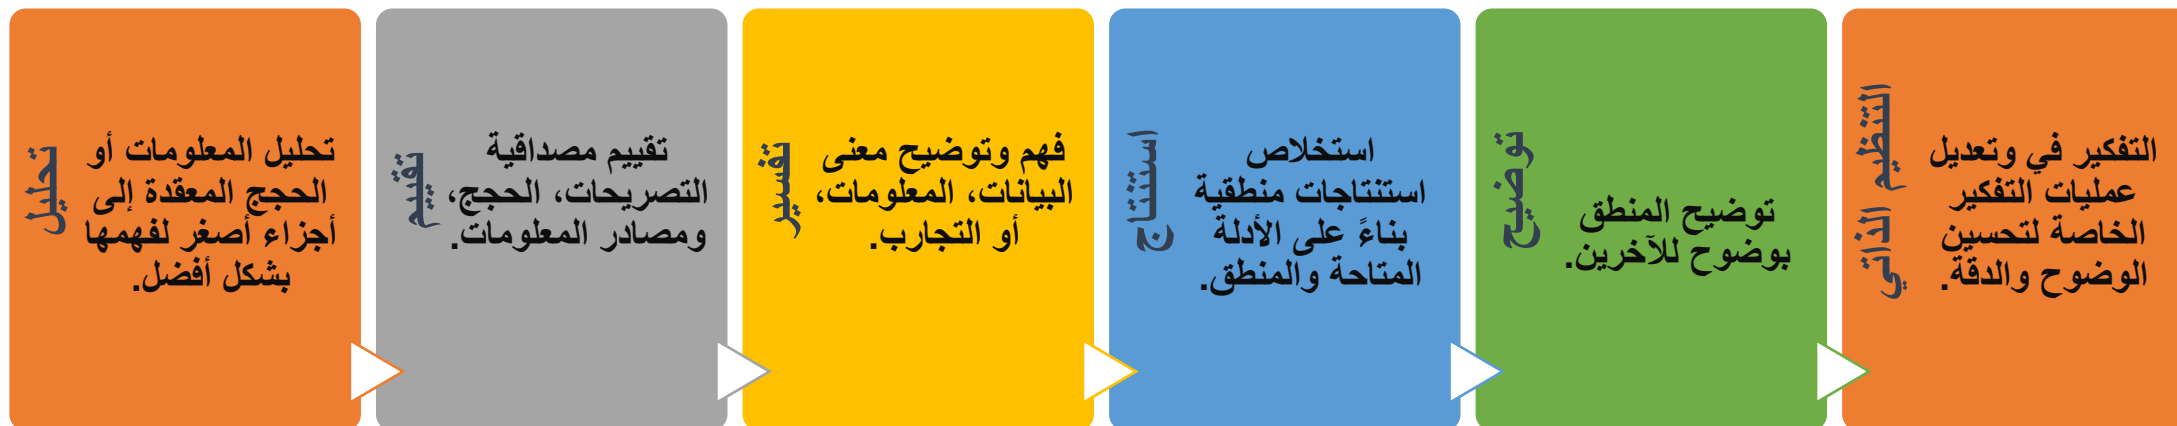 تحليل
تحليل المعلومات أو
الحجج المعقدة إلى
أجزاء أصغر لفهمها
بشكل أفضل.
تقييم
تقييم مصداقية
التصريحات، الحجج،
ومصادر المعلومات.
تفسير
فهم وتوضيح معنى
البيانات، المعلومات،
أو التجارب.
استنتاج
استخلاص
استنتاجات منطقية
بناءً على الأدلة
المتاحة والمنطق.
توضيح
توضيح المنطق
بوضوح للآخرين.
التنظيم الذاتي
التفكير في وتعديل
عمليات التفكير
الخاصة لتحسين
الوضوح والدقة.